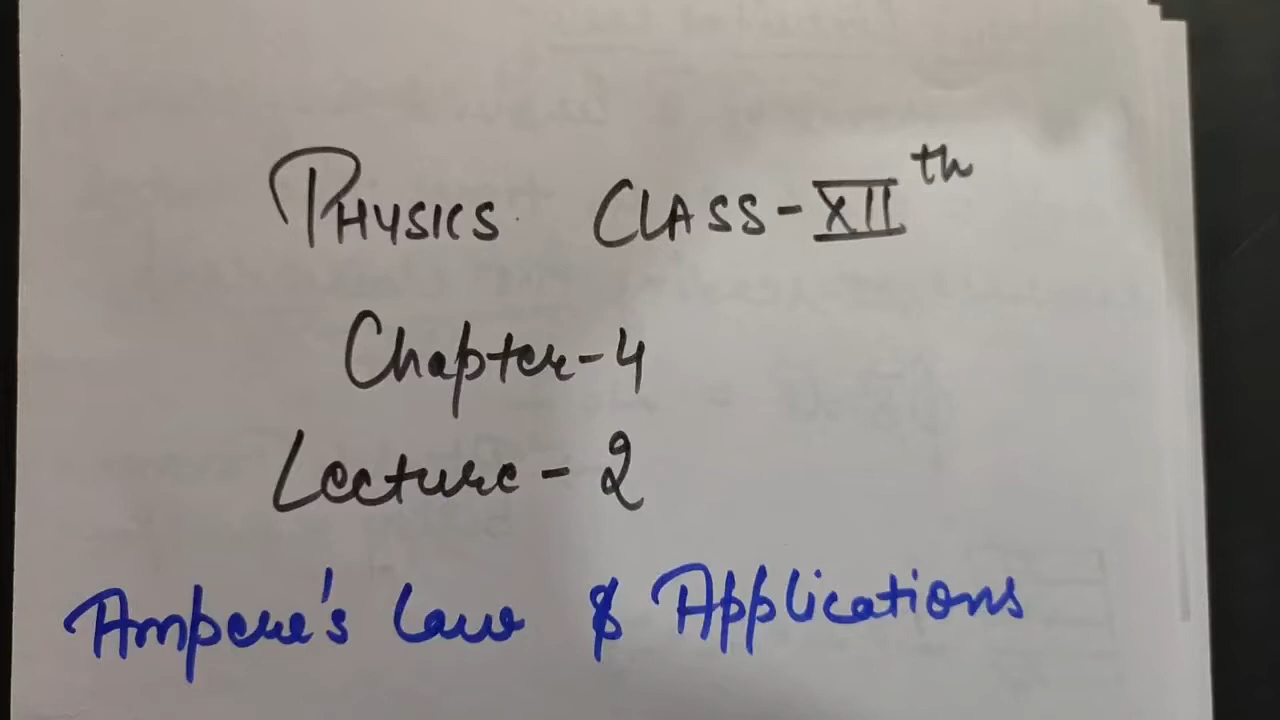 PHYSICS CLASS-XII th
Chapter-4
Lecture-2
Ampere's Law & Applications